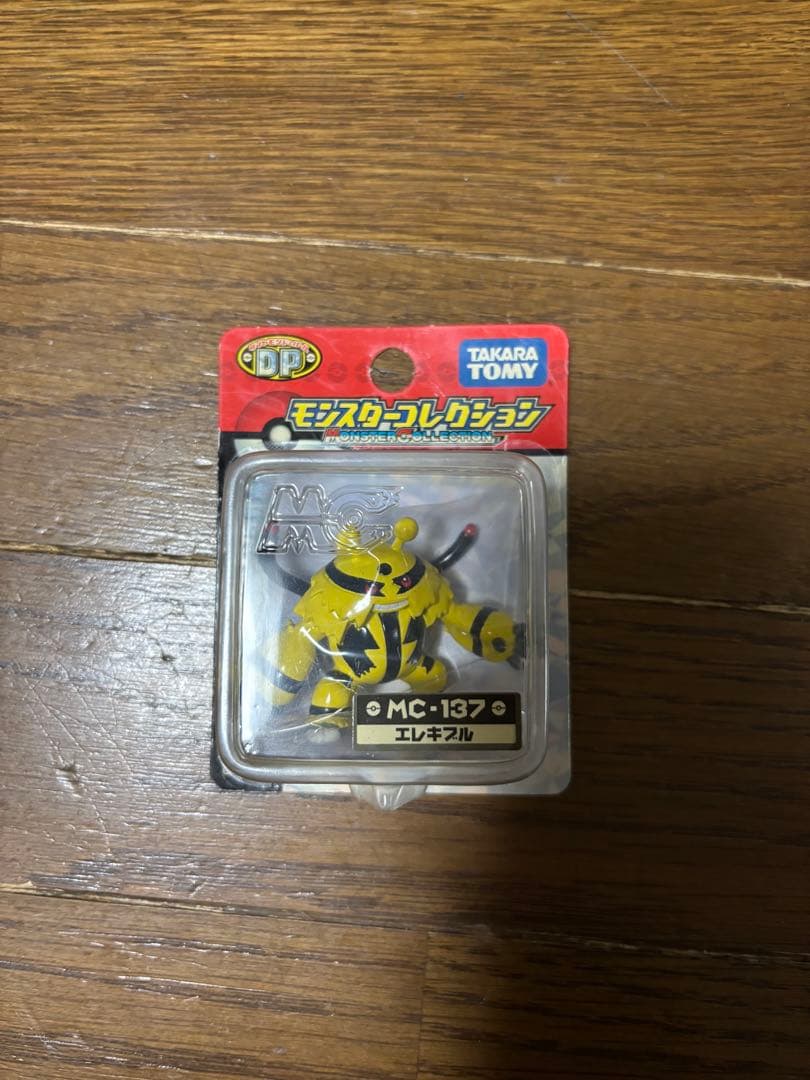 DP
TAKARA
TOMY
モンスターコレクション
MONSTER COLLECTION
MC
MC-137
エレキブル